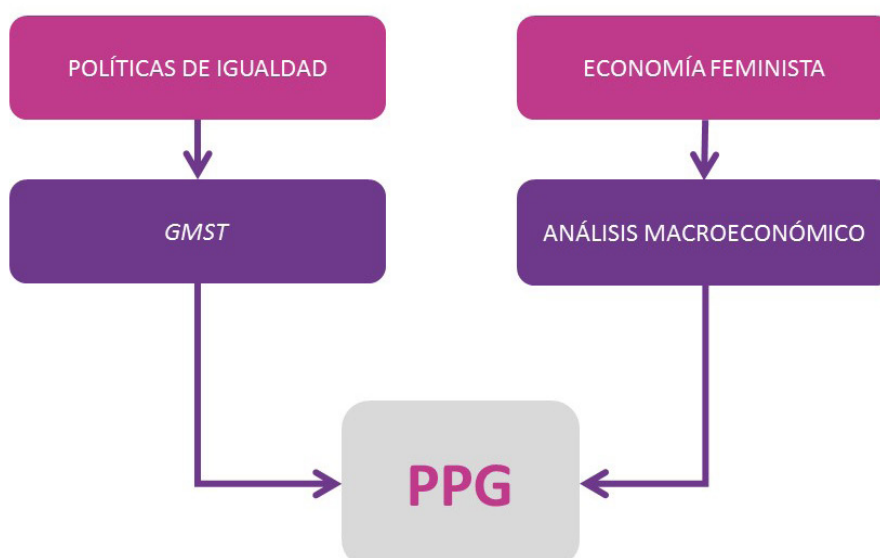 POLÍTICAS DE IGUALDAD
ECONOMÍA FEMINISTA
GMST
ANÁLISIS MACROECONÓMICO
PPG